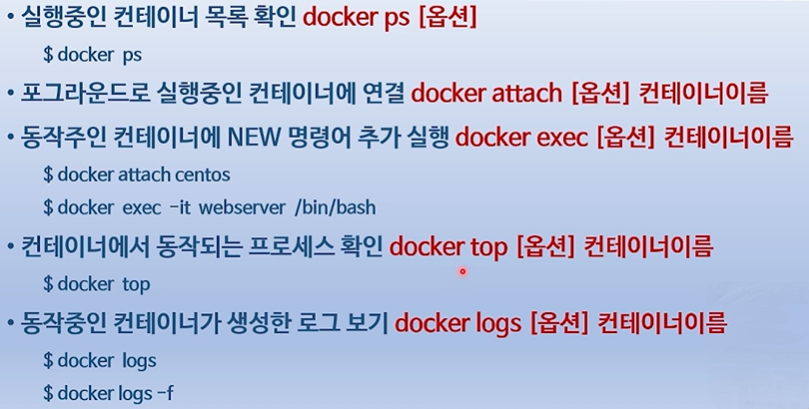 • 실행중인 컨테이너 목록 확인 docker ps [옵션]
$ docker ps
• 포그라운드로 실행중인 컨테이너에 연결 docker attach [옵션] 컨테이너이름
• 동작주인 컨테이너에 NEW 명령어 추가 실행 docker exec [옵션] 컨테이너이름
$ docker attach centos
$ docker exec -it webserver /bin/bash
• 컨테이너에서 동작되는 프로세스 확인 docker top [옵션] 컨테이너이름
$ docker top
• 동작중인 컨테이너가 생성한 로그 보기 docker logs [옵션] 컨테이너이름
$ docker logs
$ docker logs -f